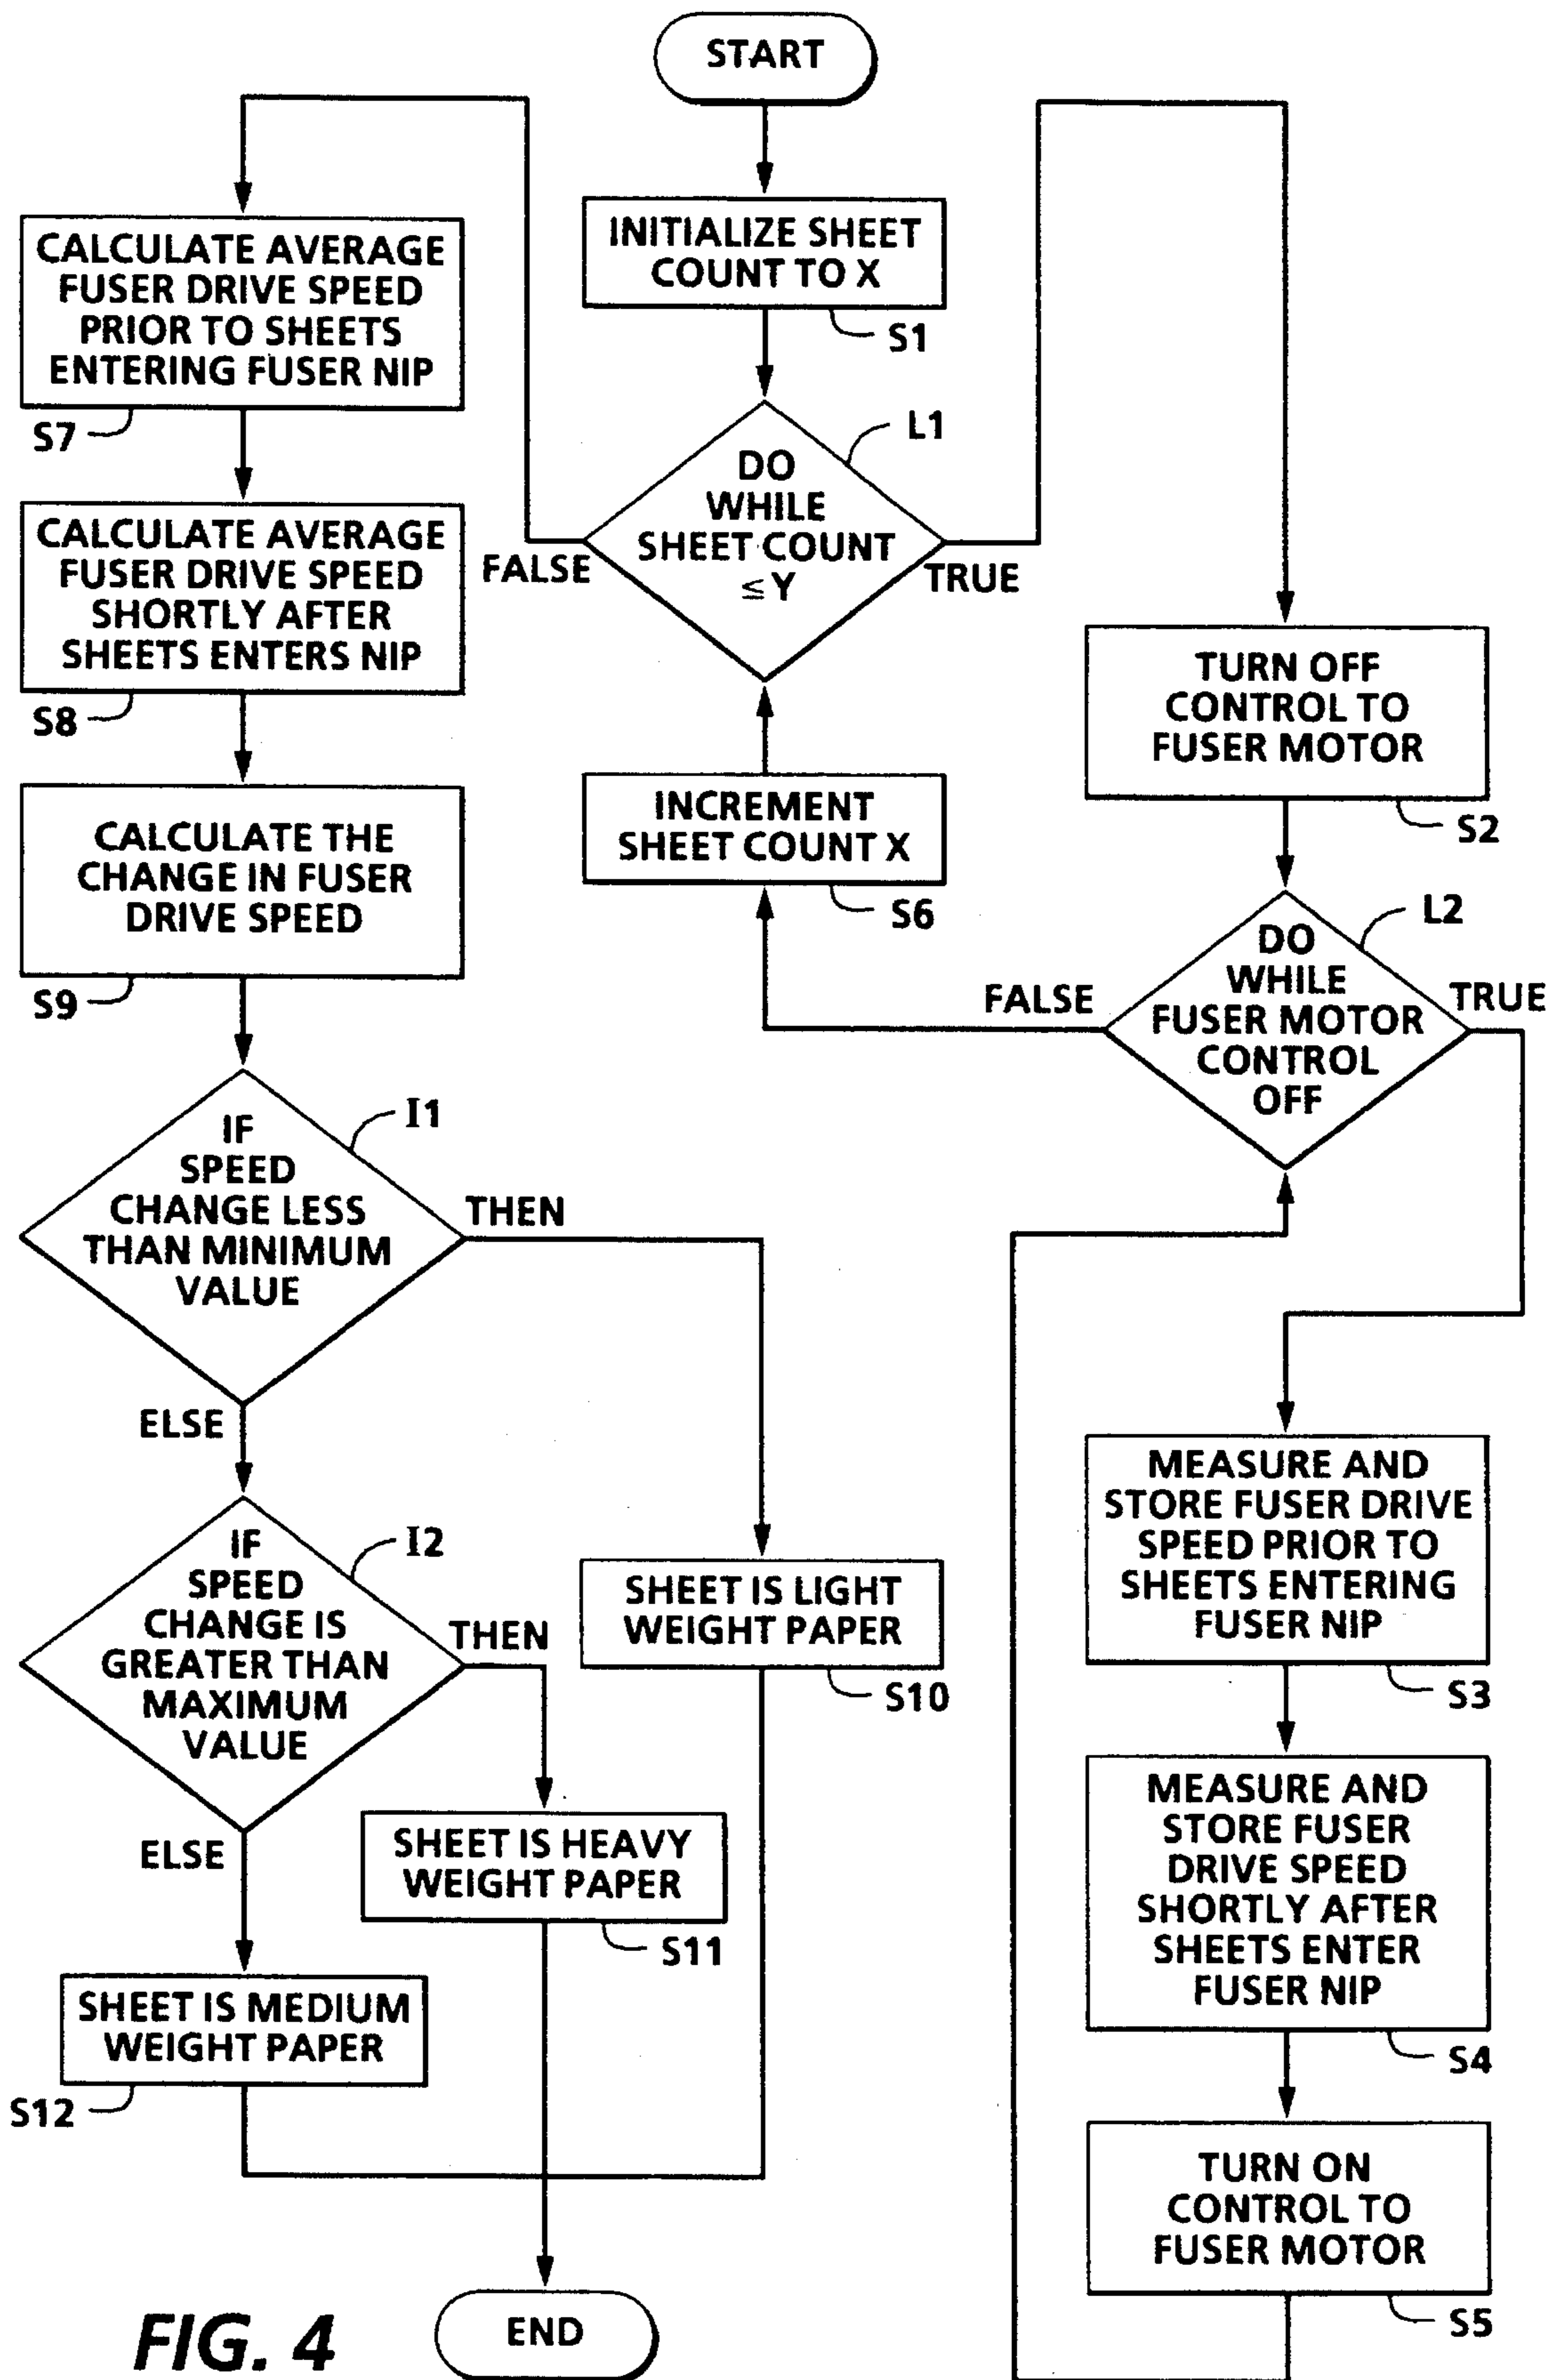 START
INITIALIZE SHEET
COUNT TO X
S1
L1
DO
WHILE
SHEET COUNT
≤ Y
FALSE
TRUE
TURN OFF
CONTROL TO
FUSER MOTOR
S2
L2
DO
WHILE
FUSER MOTOR
CONTROL
OFF
FALSE
TRUE
MEASURE AND
STORE FUSER DRIVE
SPEED PRIOR TO
SHEETS ENTERING
FUSER NIP
S3
MEASURE AND
STORE FUSER
DRIVE SPEED
SHORTLY AFTER
SHEETS ENTER
FUSER NIP
S4
TURN ON
CONTROL TO
FUSER MOTOR
S5
INCREMENT
SHEET COUNT X
S6
CALCULATE AVERAGE
FUSER DRIVE SPEED
PRIOR TO SHEETS
ENTERING FUSER NIP
S7
CALCULATE AVERAGE
FUSER DRIVE SPEED
SHORTLY AFTER
SHEETS ENTERS NIP
S8
CALCULATE THE
CHANGE IN FUSER
DRIVE SPEED
S9
I1
IF
SPEED
CHANGE LESS
THAN MINIMUM
VALUE
THEN
ELSE
SHEET IS LIGHT
WEIGHT PAPER
S10
I2
IF
SPEED
CHANGE IS
GREATER THAN
MAXIMUM
VALUE
THEN
ELSE
SHEET IS HEAVY
WEIGHT PAPER
S11
SHEET IS MEDIUM
WEIGHT PAPER
S12
END
FIG. 4